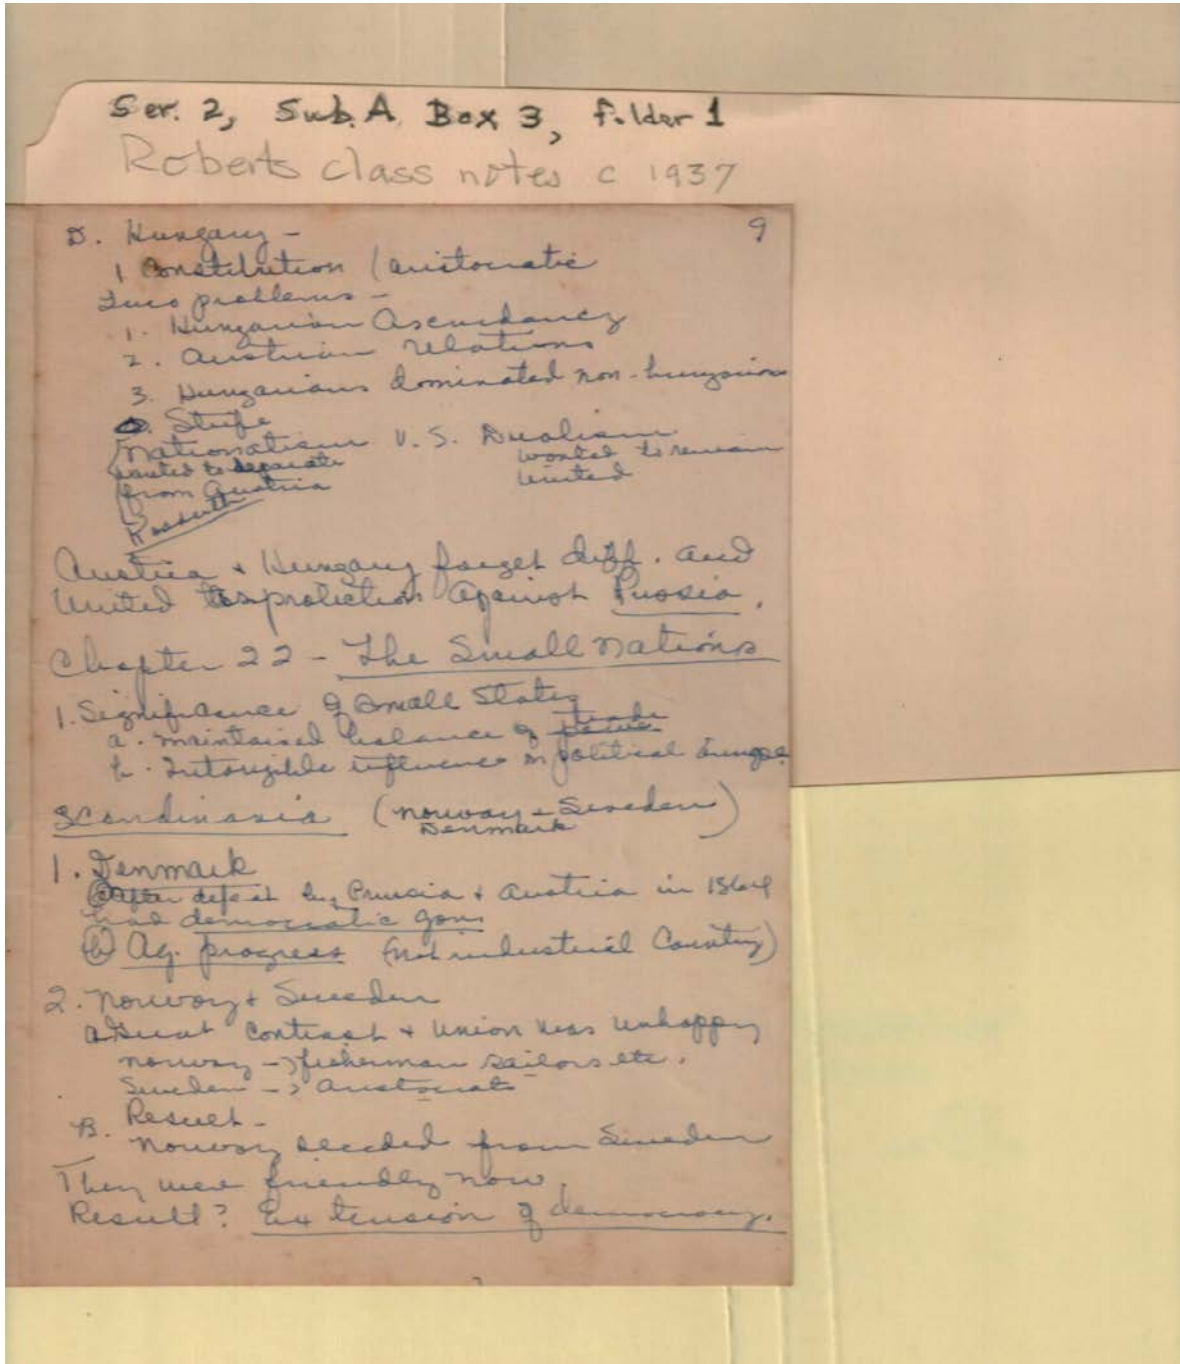 Ser. 2, Sub. A, Box 3, folder 1
Roberts class notes c 1937
9
D. Hungary -
1 Constitution (aristocratic
Two problems -
1. Hungarian Ascendancy
2. Austrian relations
3. Hungarians dominated non-hungarians
Strife
Nationalism V.S. Dualism
wanted to separate wanted to remain
from Austria United
Kossuth
Austria + Hungary forget diff. and
United protection Against Russia.
Chapter 22 - The Small Nations
1. Significance of Small States
a. maintained balance of trade
b. Intangible influence in political Europe
Scandinavia (Norway + Sweden)
Denmark
1. Denmark
(a) After defeat by Prussia + Austria in 1864
had democratic gov.
(b) Ag. progress (not industrial Country)
2. Norway + Sweden
a Great Contrast + Union was unhappy
Norway -> fisherman sailors etc.
Sweden -> Aristocrats
B. Result -
Norway seceded from Sweden
They were friendly now.
Result? Extension of democracy.